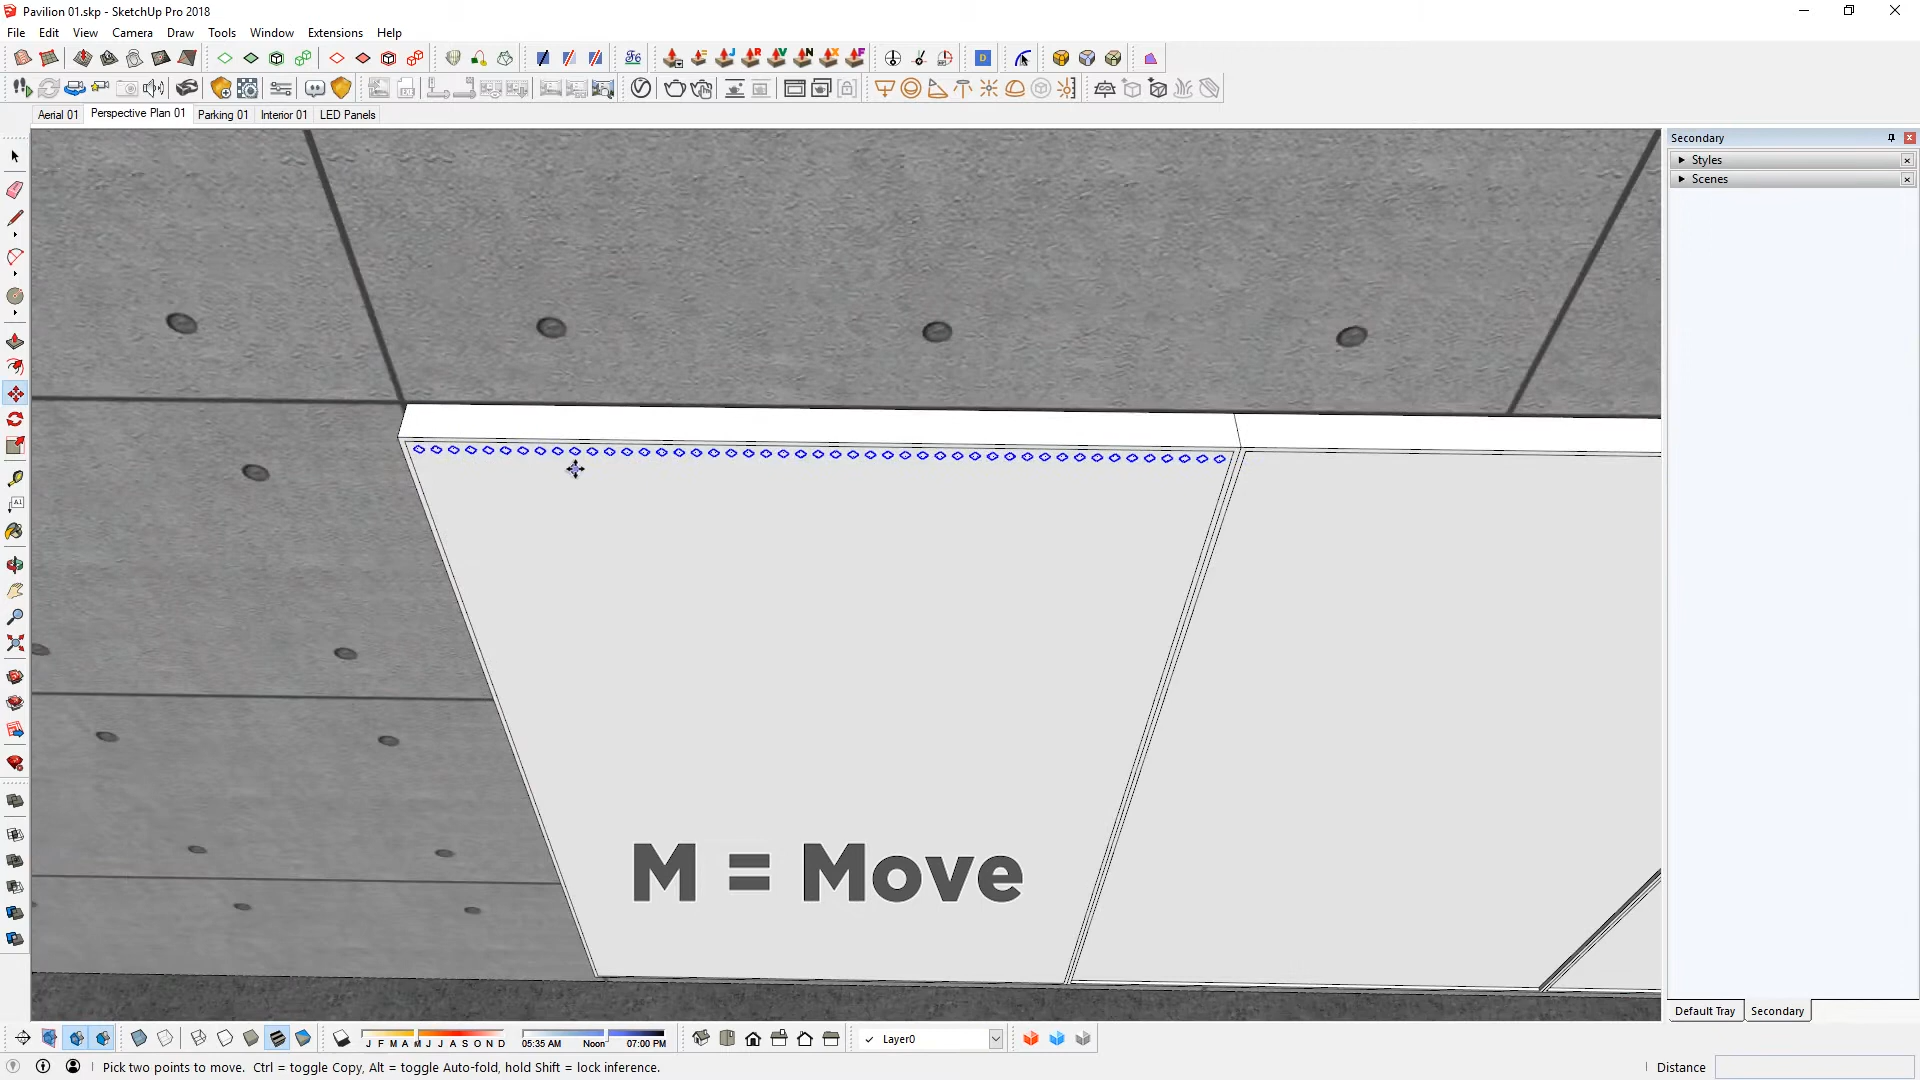 Pavilion 01.skp - SketchUp Pro 2018
File Edit View Camera Draw Tools Window Extensions Help
Aerial 01 Perspective Plan 01 Parking 01 Interior 01 LED Panels
Secondary
Styles
Scenes
M = Move
Default Tray Secondary
J F M A M J J A S O N D 05:35 AM Noon 07:00 PM Layer0
Pick two points to move. Ctrl = toggle Copy, Alt = toggle Auto-fold, hold Shift = lock inference. Distance